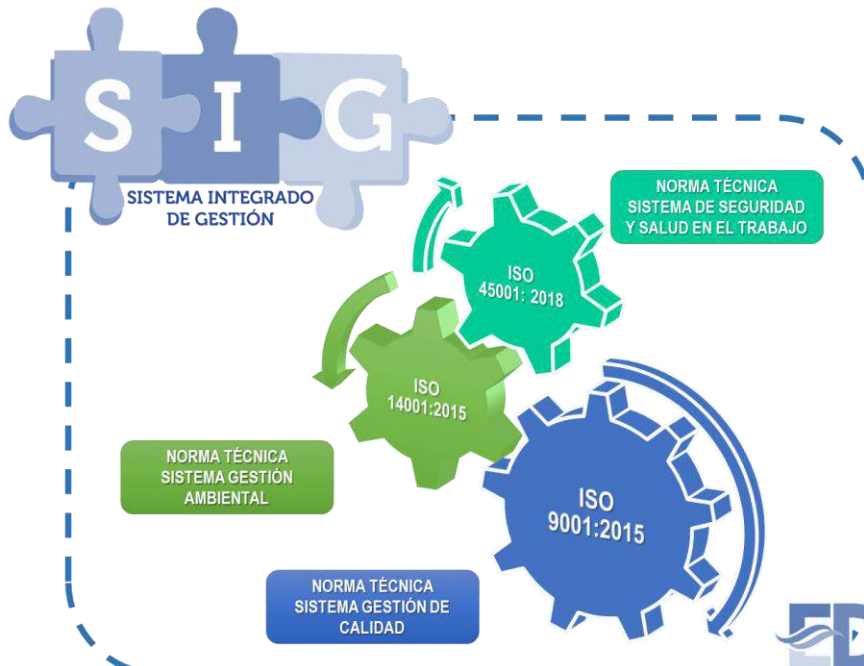 S I G
SISTEMA INTEGRADO
DE GESTIÓN
NORMA TÉCNICA
SISTEMA DE SEGURIDAD
Y SALUD EN EL TRABAJO
ISO
45001: 2018
ISO
14001:2015
NORMA TÉCNICA
SISTEMA GESTIÓN
AMBIENTAL
ISO
9001:2015
NORMA TÉCNICA
SISTEMA GESTIÓN DE
CALIDAD